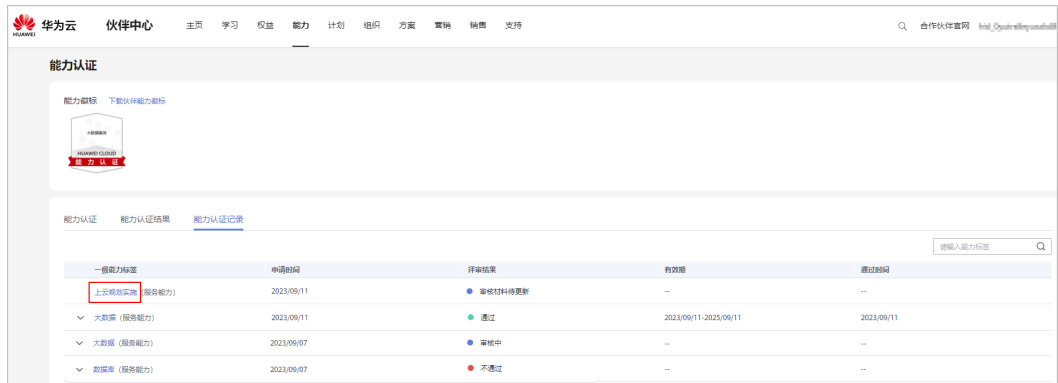 HUAWEI 华为云 伙伴中心 主页 学习 权益 能力 计划 组织 方案 营销 销售 支持 合作伙伴官网
能力认证
能力徽标 下载伙伴能力徽标
大数据服务
HUAWEI CLOUD
能力认证
能力认证 能力认证结果 能力认证记录
请输入能力标签
一般能力标签 申请时间 评审结果 有效期 通过时间
上云规划实施 (服务能力) 2023/09/11 审核材料待更新 -- --
大数据 (服务能力) 2023/09/11 通过 2023/09/11-2025/09/11 2023/09/11
大数据 (服务能力) 2023/09/07 审核中 -- --
数据库 (服务能力) 2023/09/07 不通过 -- --